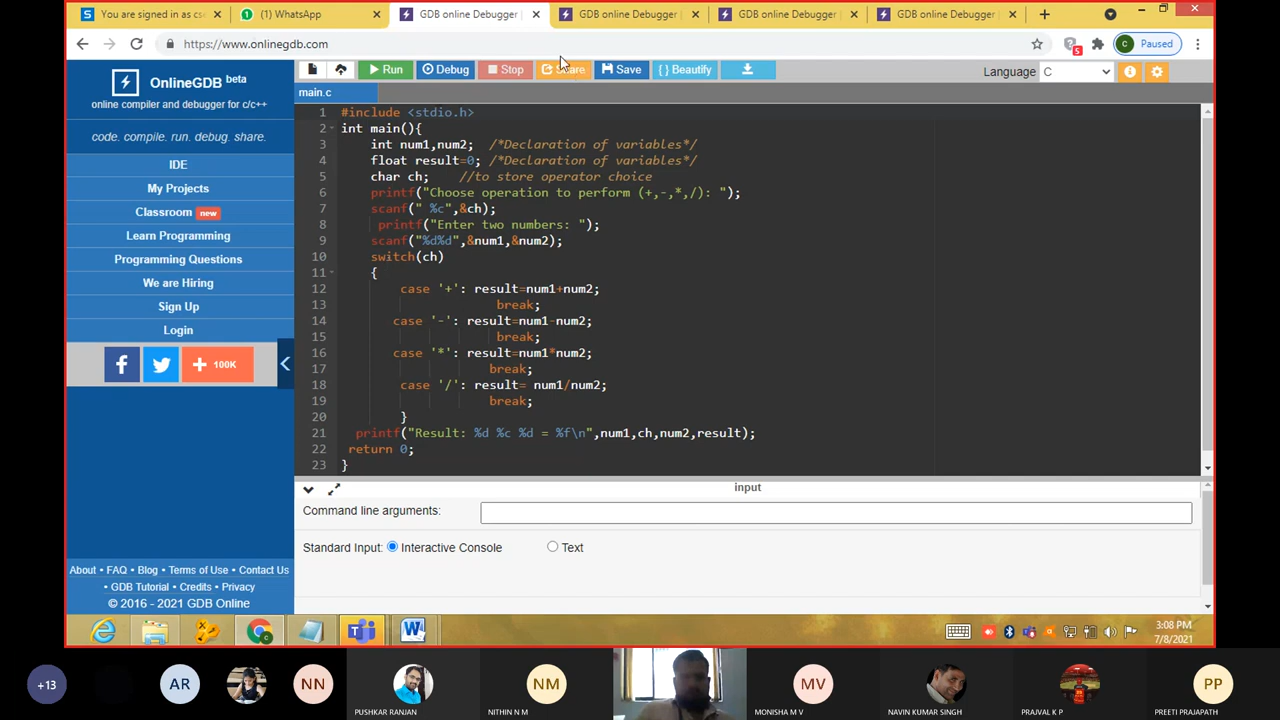 You are signed in as cs
(1) WhatsApp
GDB online Debugger
GDB online Debugger
GDB online Debugger
GDB online Debugger
https://www.onlinegdb.com
5
C
Paused
OnlineGDB beta
online compiler and debugger for c/c++
code. compile. run. debug. share.
IDE
My Projects
Classroom new
Learn Programming
Programming Questions
We are Hiring
Sign Up
Login
100K
About • FAQ • Blog • Terms of Use • Contact Us
• GDB Tutorial • Credits • Privacy
© 2016 - 2021 GDB Online
Run
Debug
Stop
Share
Save
{ } Beautify
Language C
main.c
1 #include <stdio.h>
2 int main(){
3 int num1,num2; /*Declaration of variables*/
4 float result=0; /*Declaration of variables*/
5 char ch; //to store operator choice
6 printf("Choose operation to perform (+,-,*,/): ");
7 scanf(" %c",&ch);
8 printf("Enter two numbers: ");
9 scanf("%d%d",&num1,&num2);
10 switch(ch)
11 {
12 case '+': result=num1+num2;
13 break;
14 case '-': result=num1-num2;
15 break;
16 case '*': result=num1*num2;
17 break;
18 case '/': result= num1/num2;
19 break;
20 }
21 printf("Result: %d %c %d = %f\n",num1,ch,num2,result);
22 return 0;
23 }
input
Command line arguments:
Standard Input: Interactive Console Text
3:08 PM
7/8/2021
+13
AR
NN
PUSHKAR RANJAN
NM
NITHIN N M
MV
MONISHA M V
NAVIN KUMAR SINGH
PRAJVAL K P
PP
PREETI PRAJAPATH